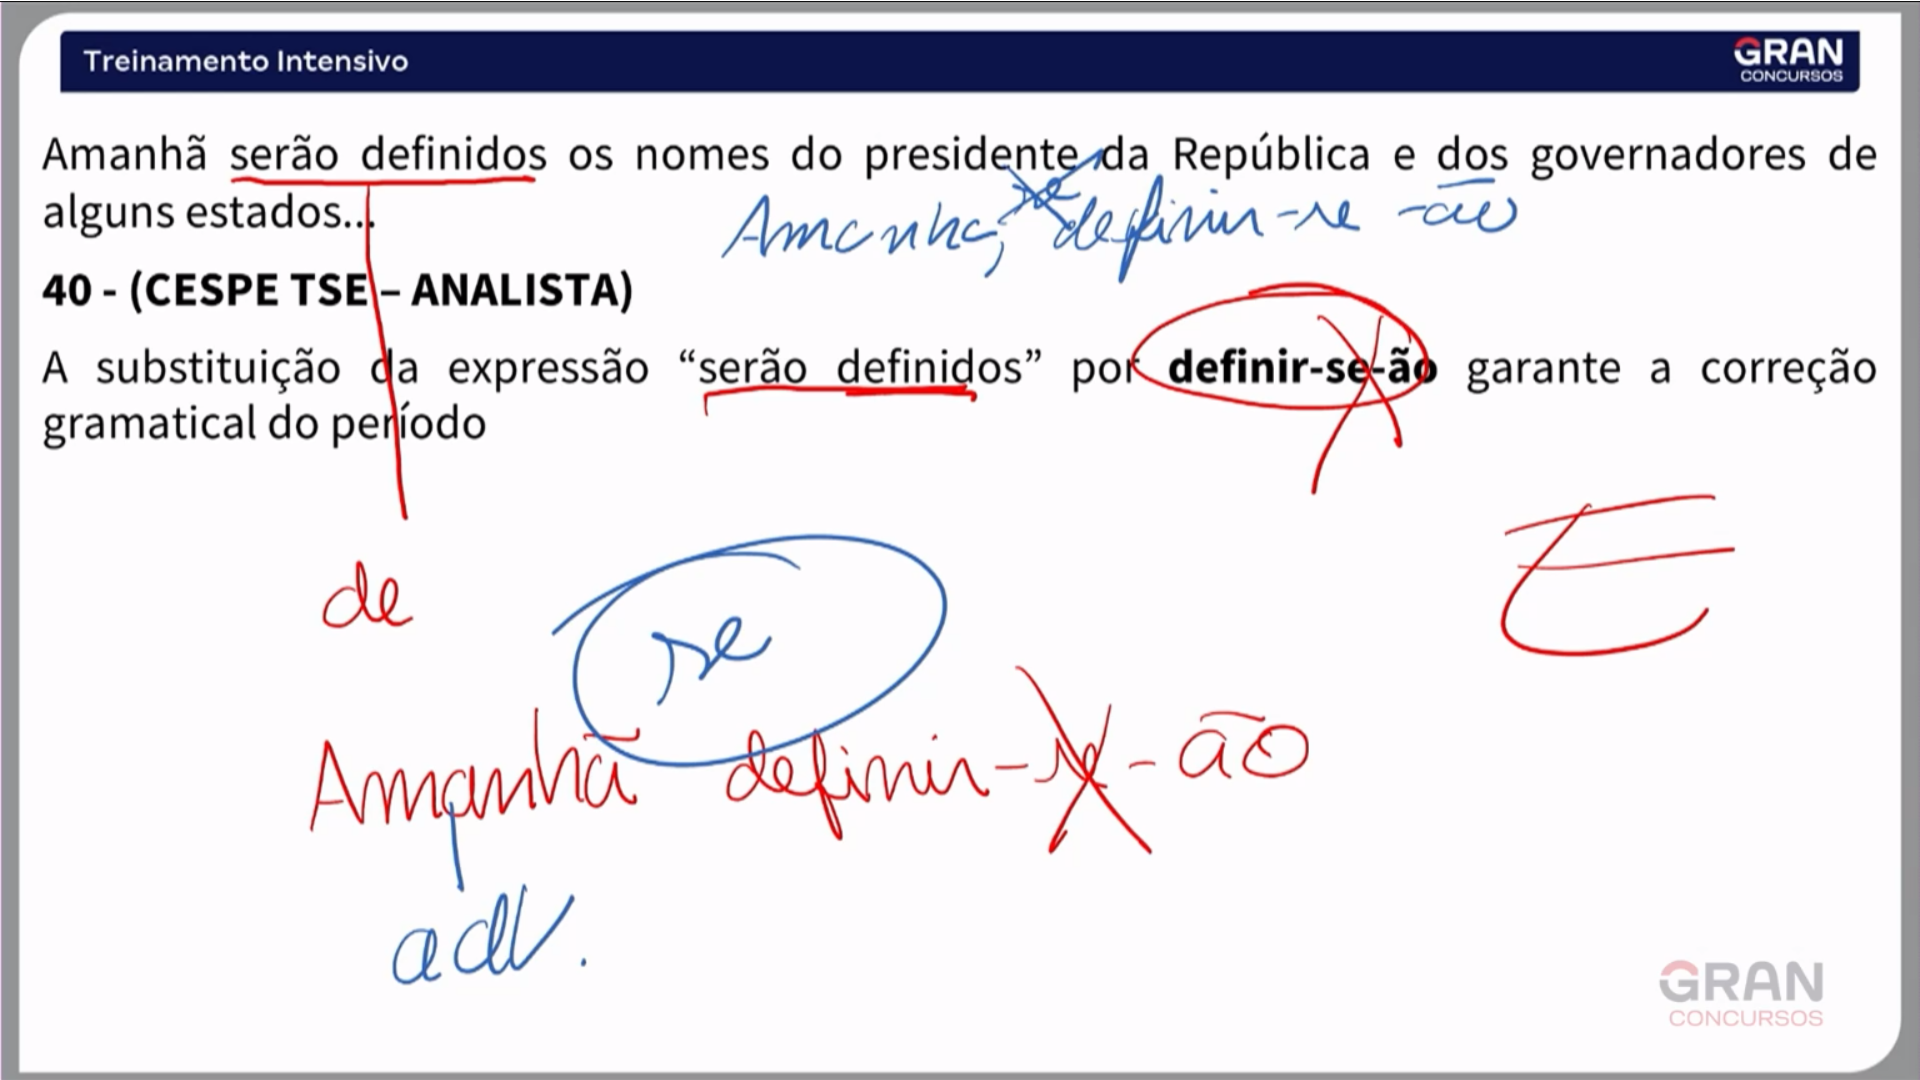 Treinamento Intensivo
GRAN
CONCURSOS
Amanhã serão definidos os nomes do presidente da República e dos governadores de
alguns estados...
se
Amanhã, definir-se -ão
40 - (CESPE TSE – ANALISTA)
A substituição da expressão “serão definidos” por definir-se-ão garante a correção
gramatical do período
E
de
se
Amanhã definir-se-ão
adv.
GRAN
CONCURSOS